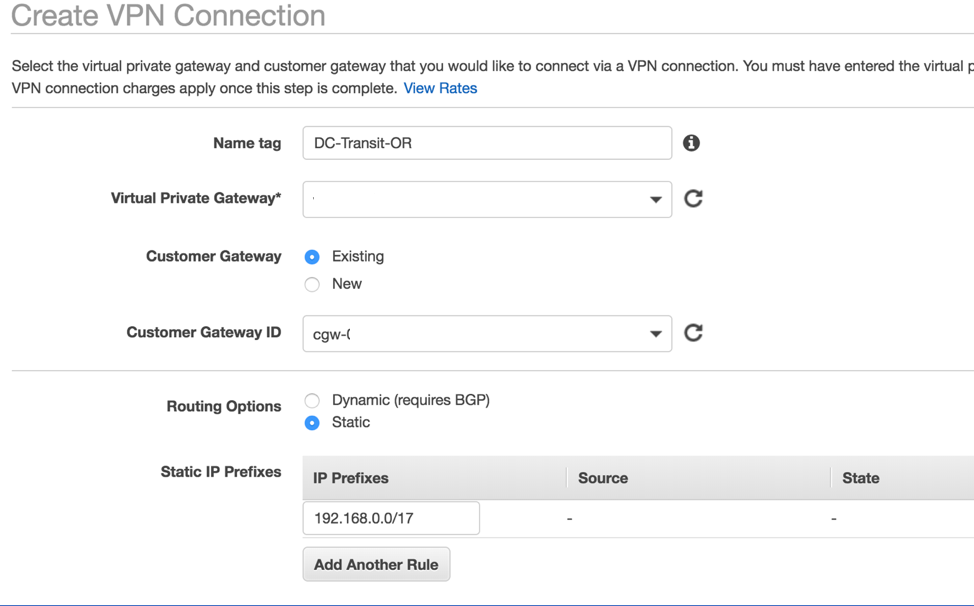 Create VPN Connection
Select the virtual private gateway and customer gateway that you would like to connect via a VPN connection. You must have entered the virtual p
VPN connection charges apply once this step is complete. View Rates
Name tag DC-Transit-OR
Virtual Private Gateway*
Customer Gateway Existing
New
Customer Gateway ID cgw-
Routing Options Dynamic (requires BGP)
Static
Static IP Prefixes IP Prefixes Source State
192.168.0.0/17 - -
Add Another Rule